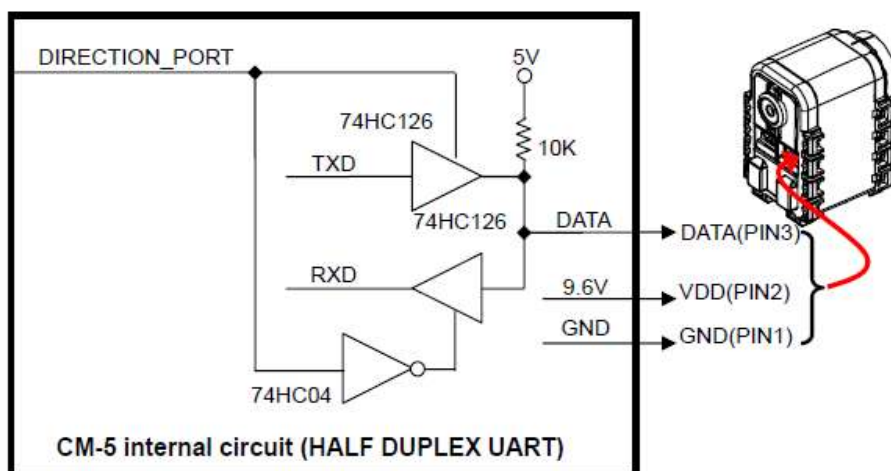 DIRECTION_PORT
5V
74HC126
10K
TXD
74HC126
DATA
DATA(PIN3)
RXD
9.6V
VDD(PIN2)
GND
GND(PIN1)
74HC04
CM-5 internal circuit (HALF DUPLEX UART)